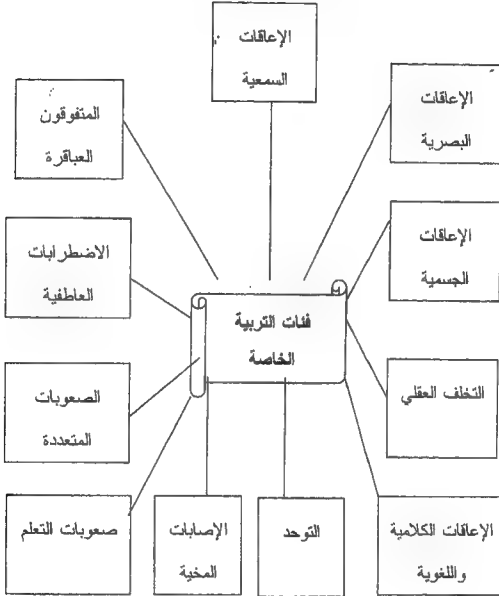 الإعاقات
السمعية
الإعاقات
البصرية
المتفوقون
العباقرة
الإعاقات
الجسمية
الاضطرابات
العاطفية
فئات التربية
الخاصة
التخلف العقلي
الصعوبات
المتعددة
الإعاقات الكلامية
واللغوية
التوحد
الإصابات
المخية
صعوبات التعلم